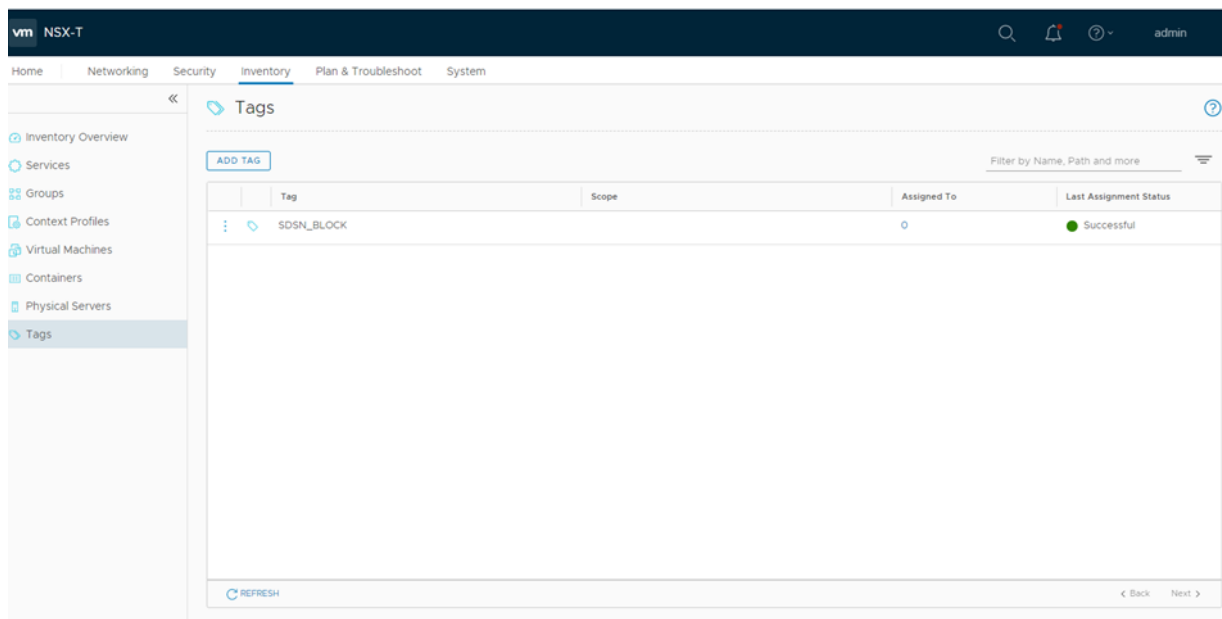 vm NSX-T admin
Home Networking Security Inventory Plan & Troubleshoot System
Tags
Inventory Overview
Services
Groups
Context Profiles
Virtual Machines
Containers
Physical Servers
Tags
ADD TAG Filter by Name, Path and more
Tag Scope Assigned To Last Assignment Status
SDSN_BLOCK 0 Successful
REFRESH Back Next